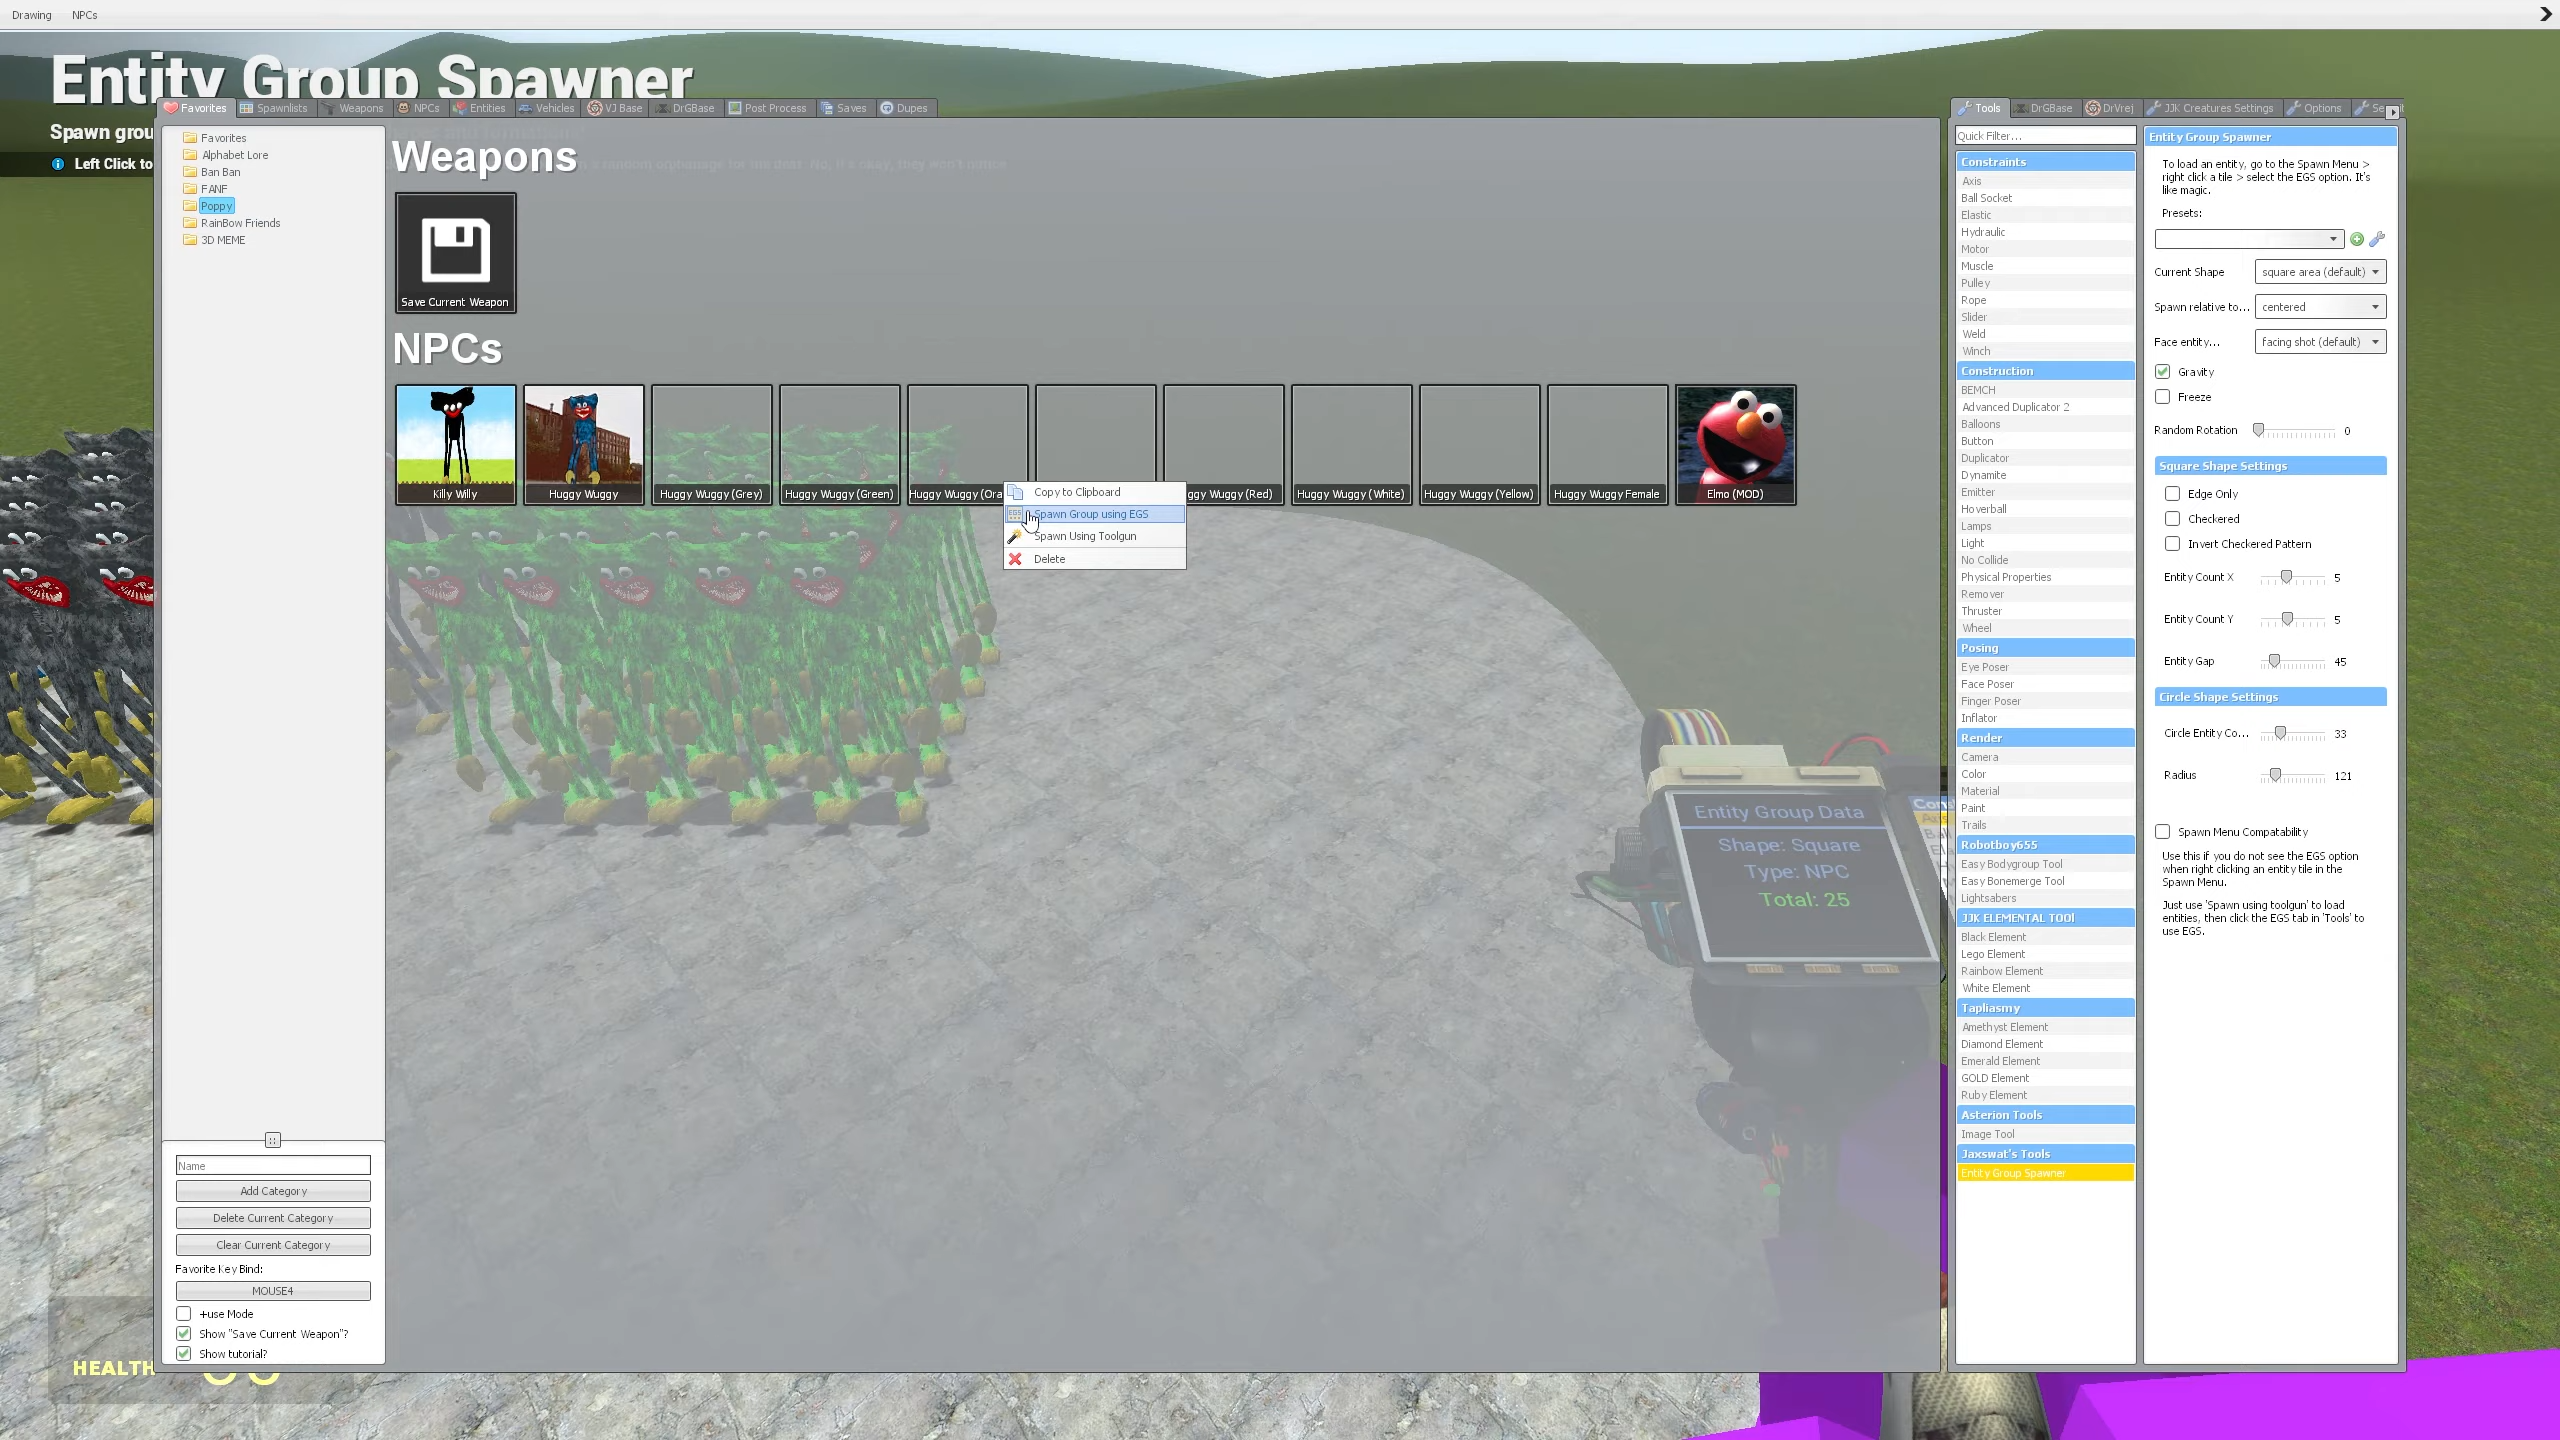 Drawing NPCs
Entity Group Spawner
Spawn grou
Left Click to
Favorites Spawnlists Weapons NPCs Entities Vehicles VJ Base DrGBase Post Process Saves Dupes
Favorites
Alphabet Lore
Ban Ban
FANF
Poppy
RainBow Friends
3D MEME
Weapons
Save Current Weapon
NPCs
Killy Willy
Huggy Wuggy
Huggy Wuggy (Grey)
Huggy Wuggy (Green)
Huggy Wuggy (Ora
ggy Wuggy (Red)
Huggy Wuggy (White)
Huggy Wuggy (Yellow)
Huggy Wuggy Female
Elmo (MOD)
Copy to Clipboard
EGS Spawn Group using EGS
Spawn Using Toolgun
Delete
Entity Group Data
Shape: Square
Type: NPC
Total: 25
Name
Add Category
Delete Current Category
Clear Current Category
Favorite Key Bind:
MOUSE4
+use Mode
Show "Save Current Weapon"?
Show tutorial?
HEALTH
Tools DrGBase DrVrej JJK Creatures Settings Options
Quick Filter...
Constraints
Axis
Ball Socket
Elastic
Hydraulic
Motor
Muscle
Pulley
Rope
Slider
Weld
Winch
Construction
BEMCH
Advanced Duplicator 2
Balloons
Button
Duplicator
Dynamite
Emitter
Hoverball
Lamps
Light
No Collide
Physical Properties
Remover
Thruster
Wheel
Posing
Eye Poser
Face Poser
Finger Poser
Inflator
Render
Camera
Color
Material
Paint
Trails
Robotboy655
Easy Bodygroup Tool
Easy Bonemerge Tool
Lightsabers
JJK ELEMENTAL TOOl
Black Element
Lego Element
Rainbow Element
White Element
Tapliasmy
Amethyst Element
Diamond Element
Emerald Element
GOLD Element
Ruby Element
Asterion Tools
Image Tool
Jaxswat's Tools
Entity Group Spawner
Entity Group Spawner
To load an entity, go to the Spawn Menu >
right click a tile > select the EGS option. It's
like magic.
Presets:
Current Shape square area (default)
Spawn relative to... centered
Face entity... facing shot (default)
Gravity
Freeze
Random Rotation 0
Square Shape Settings
Edge Only
Checkered
Invert Checkered Pattern
Entity Count X 5
Entity Count Y 5
Entity Gap 45
Circle Shape Settings
Circle Entity Co... 33
Radius 121
Spawn Menu Compatability
Use this if you do not see the EGS option
when right clicking an entity tile in the
Spawn Menu.
Just use 'Spawn using toolgun' to load
entities, then click the EGS tab in 'Tools' to
use EGS.